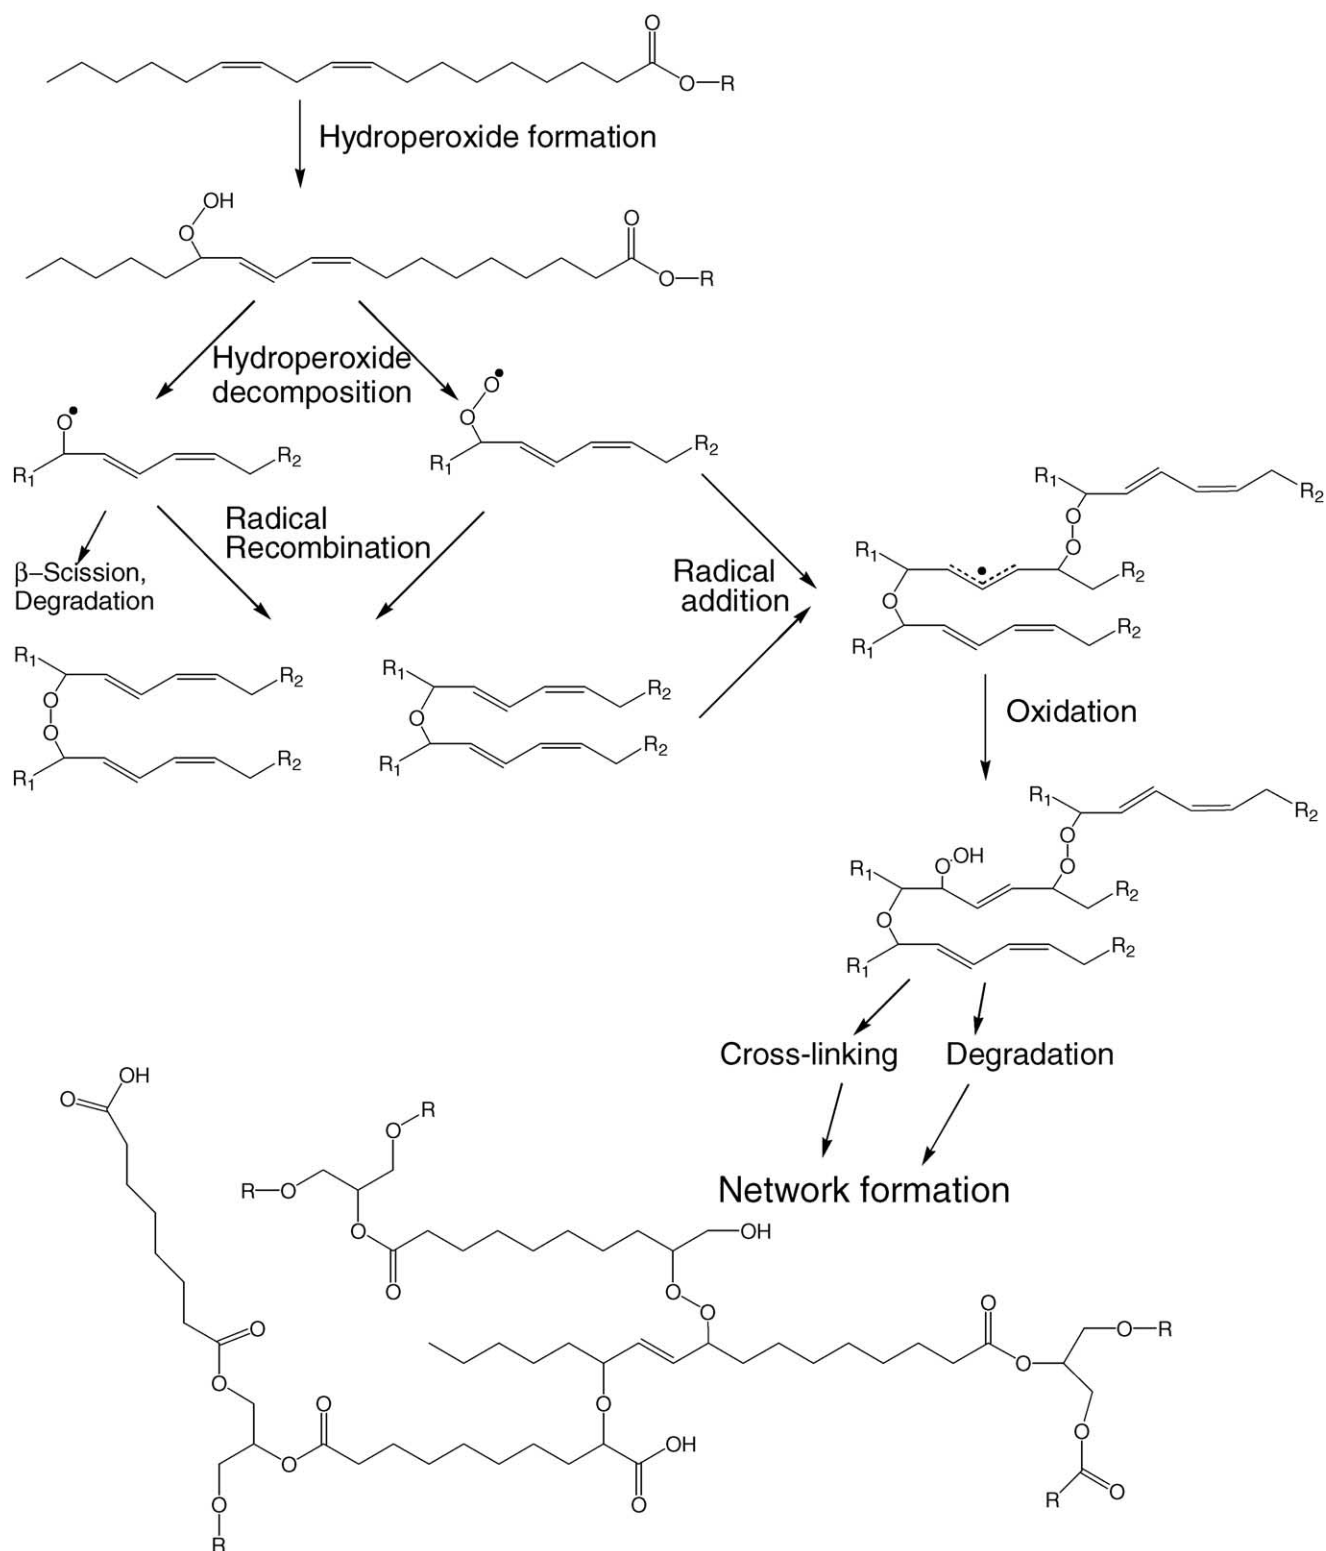 O
O—R
Hydroperoxide formation
OH
O
O
O—R
Hydroperoxide
decomposition
O•
R1
R2
O•
O
R1
R2
β–Scission,
Degradation
Radical
Recombination
Radical
addition
R1
R2
O
O
R1
R2
O
R1
R2
R1
R2
O
O
R1
R2
R1
R2
O
R1
R2
Oxidation
R1
R2
O
O
OOH
R1
R2
O
R1
R2
Cross-linking
Degradation
Network formation
OH
O
O
O
R
O
R—O
O
O
OH
O
O
O
O
O—R
O
O
R
O
O
O
O
R
O
OH
O